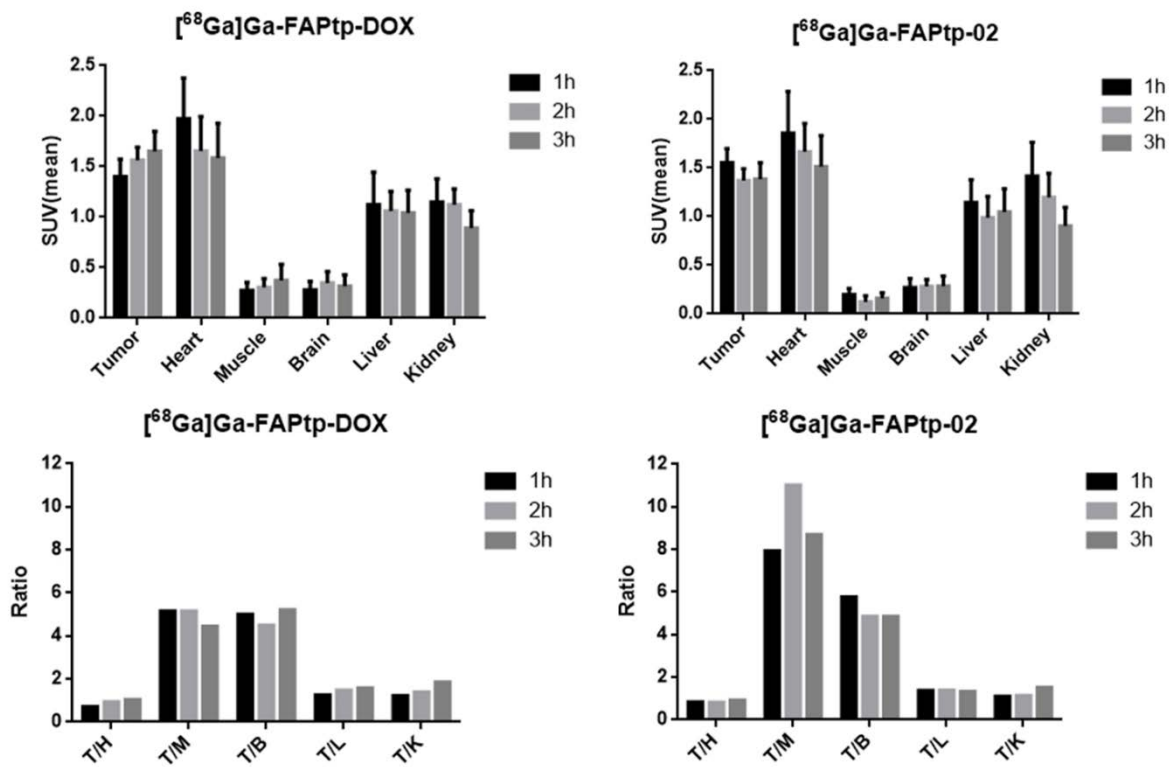 [⁶⁸Ga]Ga-FAPtp-DOX
SUV(mean)
2.5
2.0
1.5
1.0
0.5
0.0
Tumor
Heart
Muscle
Brain
Liver
Kidney
1h
2h
3h
[⁶⁸Ga]Ga-FAPtp-02
SUV(mean)
2.5
2.0
1.5
1.0
0.5
0.0
Tumor
Heart
Muscle
Brain
Liver
Kidney
1h
2h
3h
[⁶⁸Ga]Ga-FAPtp-DOX
Ratio
12
10
8
6
4
2
0
T/H
T/M
T/B
T/L
T/K
1h
2h
3h
[⁶⁸Ga]Ga-FAPtp-02
Ratio
12
10
8
6
4
2
0
T/H
T/M
T/B
T/L
T/K
1h
2h
3h